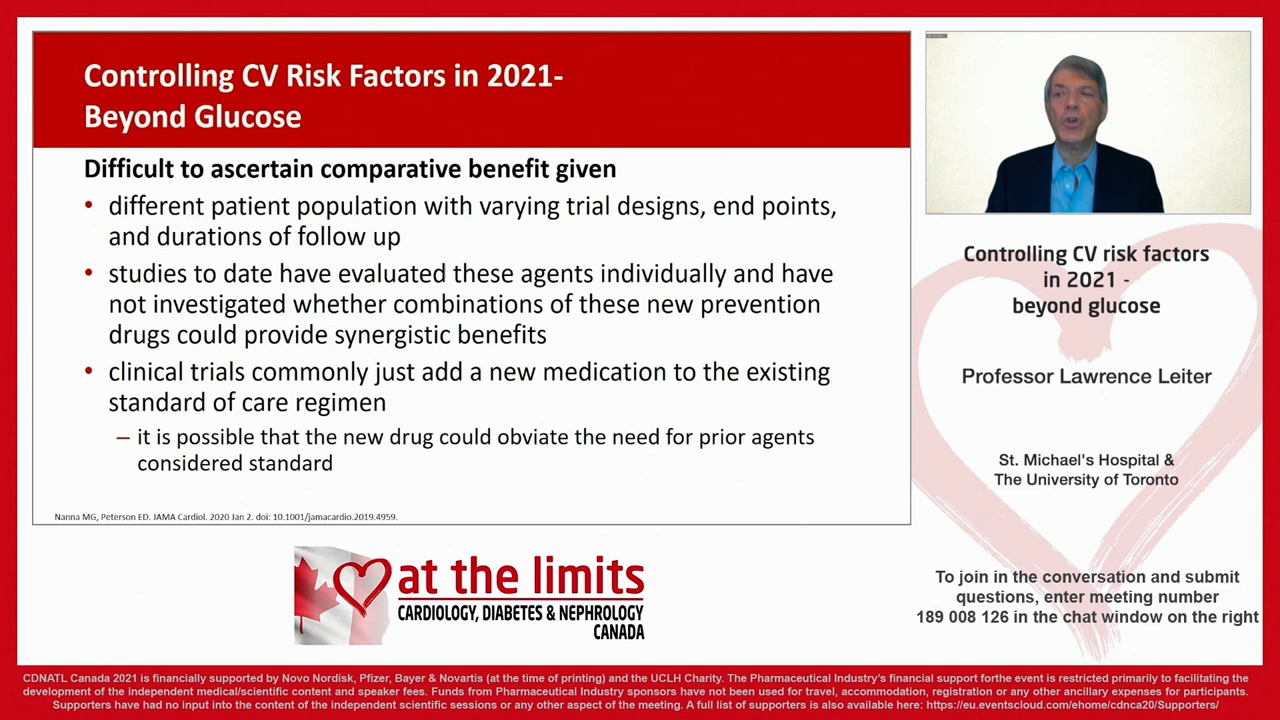 Controlling CV Risk Factors in 2021-
Beyond Glucose
Difficult to ascertain comparative benefit given
• different patient population with varying trial designs, end points,
and durations of follow up
• studies to date have evaluated these agents individually and have
not investigated whether combinations of these new prevention
drugs could provide synergistic benefits
• clinical trials commonly just add a new medication to the existing
standard of care regimen
– it is possible that the new drug could obviate the need for prior agents
considered standard
Nanna MG, Peterson ED. JAMA Cardiol. 2020 Jan 2. doi: 10.1001/jamacardio.2019.4959.
Controlling CV risk factors
in 2021 -
beyond glucose
Professor Lawrence Leiter
St. Michael's Hospital &
The University of Toronto
To join in the conversation and submit
questions, enter meeting number
189 008 126 in the chat window on the right
at the limits
CARDIOLOGY, DIABETES & NEPHROLOGY
CANADA
CDNATL Canada 2021 is financially supported by Novo Nordisk, Pfizer, Bayer & Novartis (at the time of printing) and the UCLH Charity. The Pharmaceutical Industry's financial support forthe event is restricted primarily to facilitating the
development of the independent medical/scientific content and speaker fees. Funds from Pharmaceutical Industry sponsors have not been used for travel, accommodation, registration or any other ancillary expenses for participants.
Supporters have had no input into the content of the independent scientific sessions or any other aspect of the meeting. A full list of supporters is also available here: https://eu.eventscloud.com/ehome/cdnca20/Supporters/